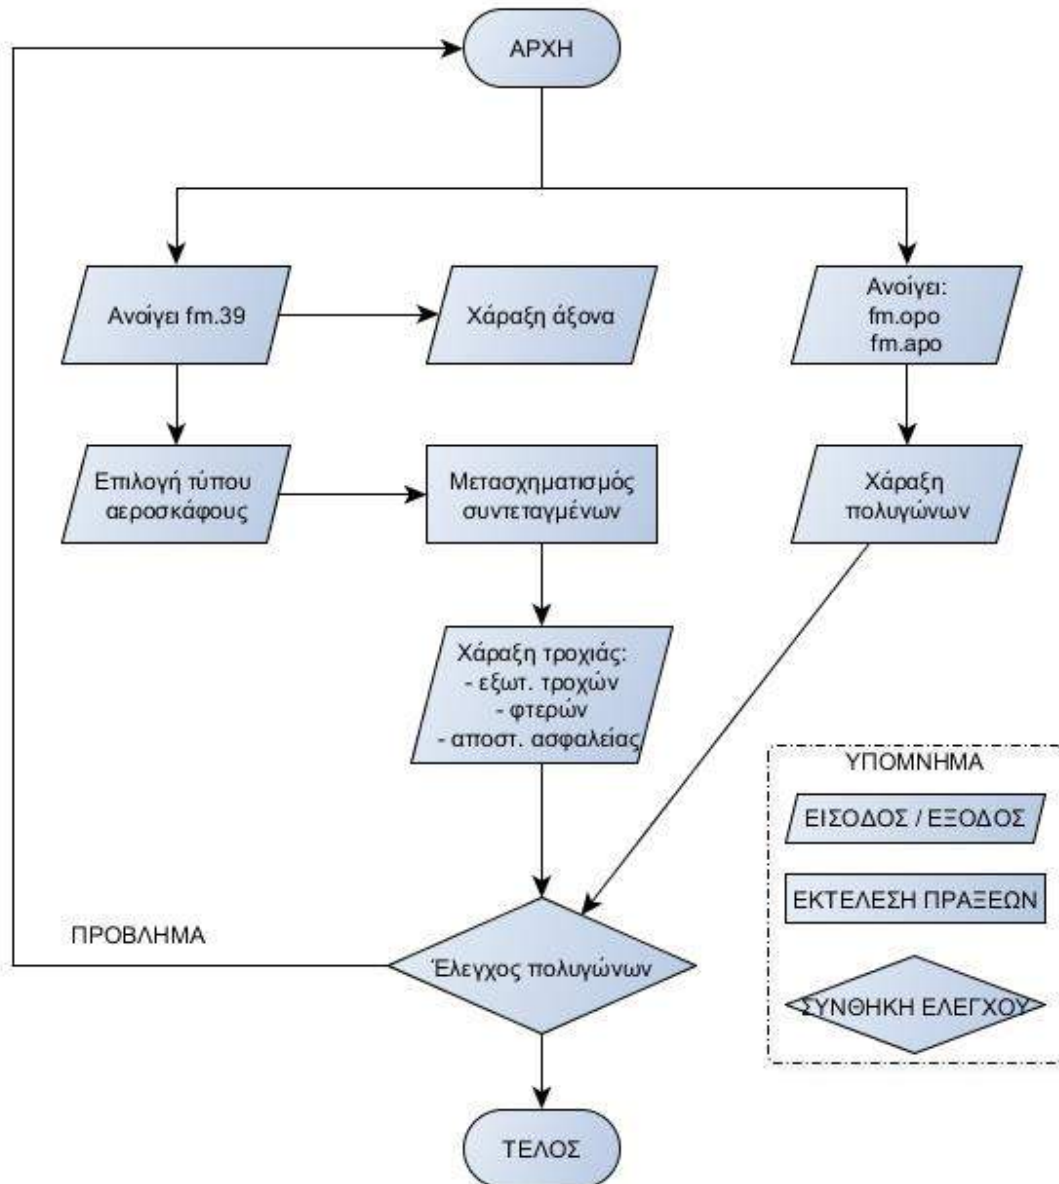 ΑΡΧΗ
Ανοίγει fm.39
Χάραξη άξονα
Ανοίγει:
fm.opo
fm.apo
Επιλογή τύπου
αεροσκάφους
Μετασχηματισμός
συντεταγμένων
Χάραξη
πολυγώνων
Χάραξη τροχιάς:
- εξωτ. τροχών
- φτερών
- αποστ. ασφαλείας
ΥΠΟΜΝΗΜΑ
ΕΙΣΟΔΟΣ / ΕΞΟΔΟΣ
ΕΚΤΕΛΕΣΗ ΠΡΑΞΕΩΝ
ΣΥΝΘΗΚΗ ΕΛΕΓΧΟΥ
ΠΡΟΒΛΗΜΑ
Έλεγχος πολυγώνων
ΤΕΛΟΣ